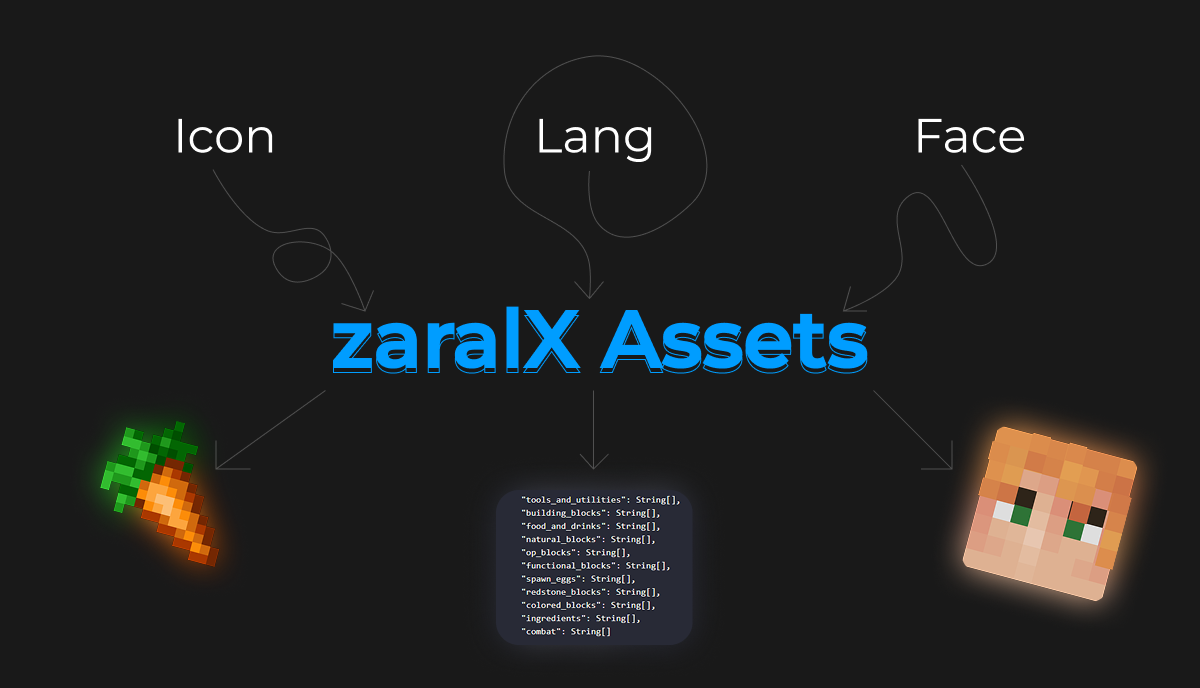 Icon
Lang
Face
zaralX Assets
"tools_and_utilities": String[],
"building_blocks": String[],
"food_and_drinks": String[],
"natural_blocks": String[],
"op_blocks": String[],
"functional_blocks": String[],
"spawn_eggs": String[],
"redstone_blocks": String[],
"colored_blocks": String[],
"ingredients": String[],
"combat": String[]